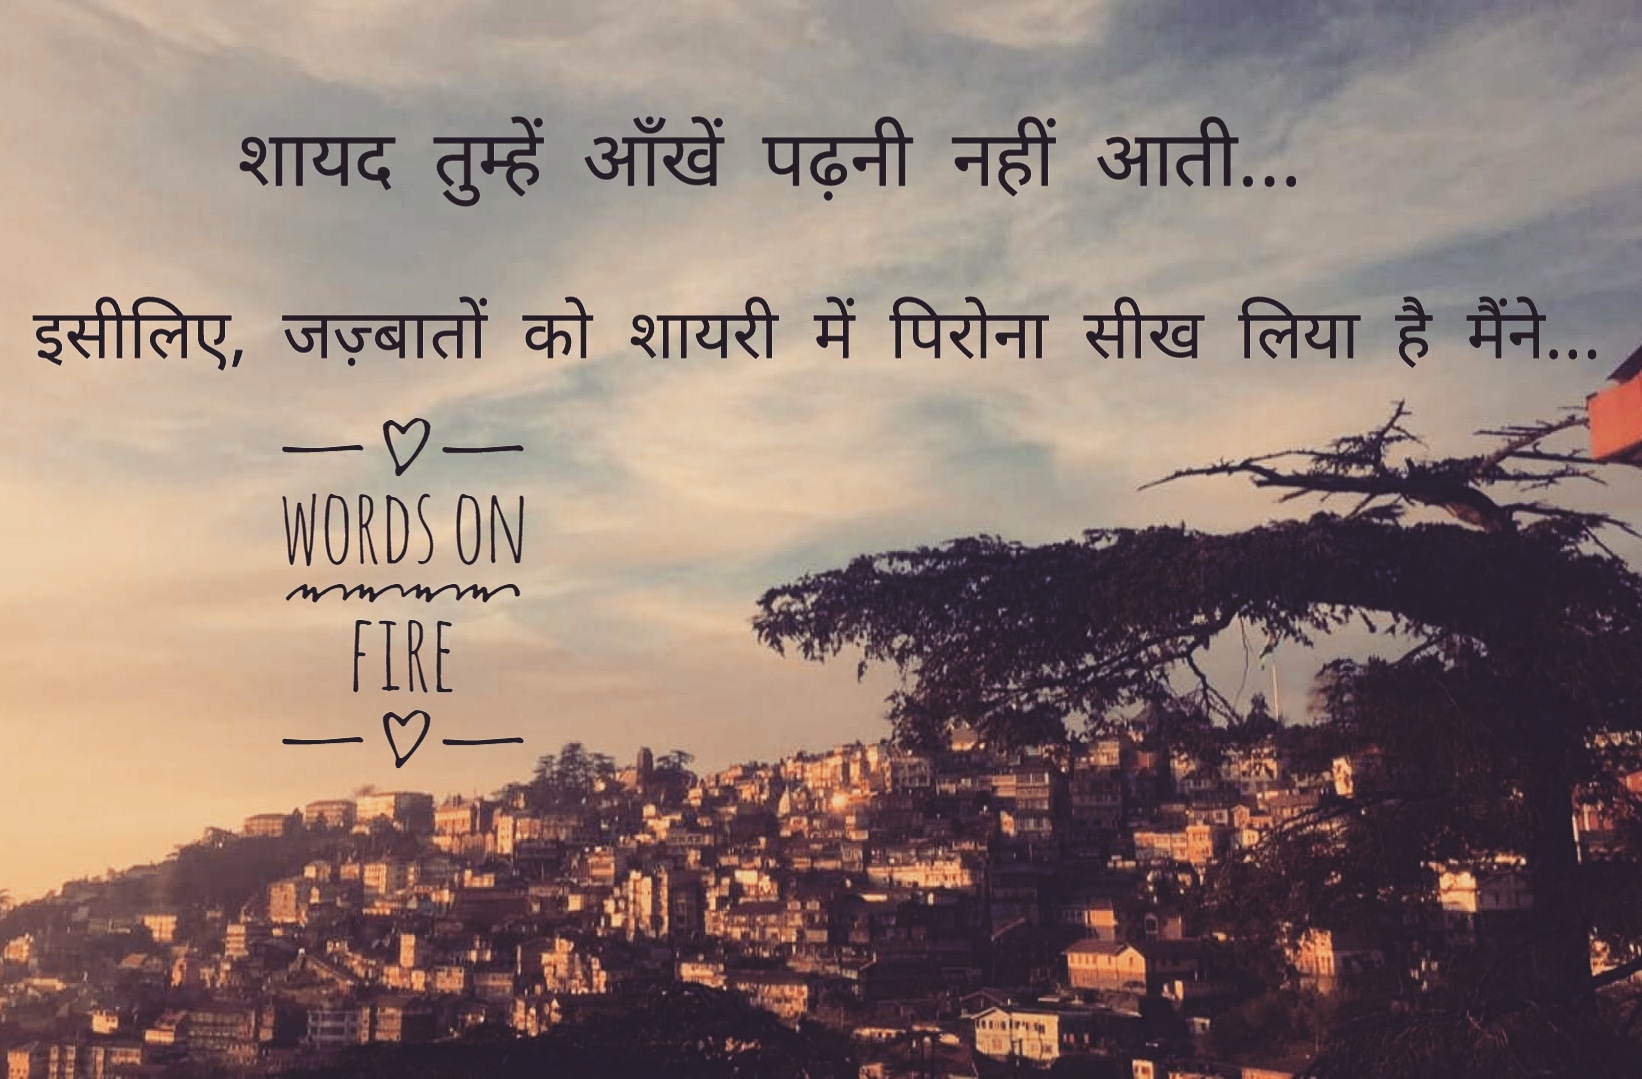 शायद तुम्हें आँखें पढ़नी नहीं आती...
इसीलिए, जज़्बातों को शायरी में पिरोना सीख लिया है मैंने...
WORDS ON
FIRE